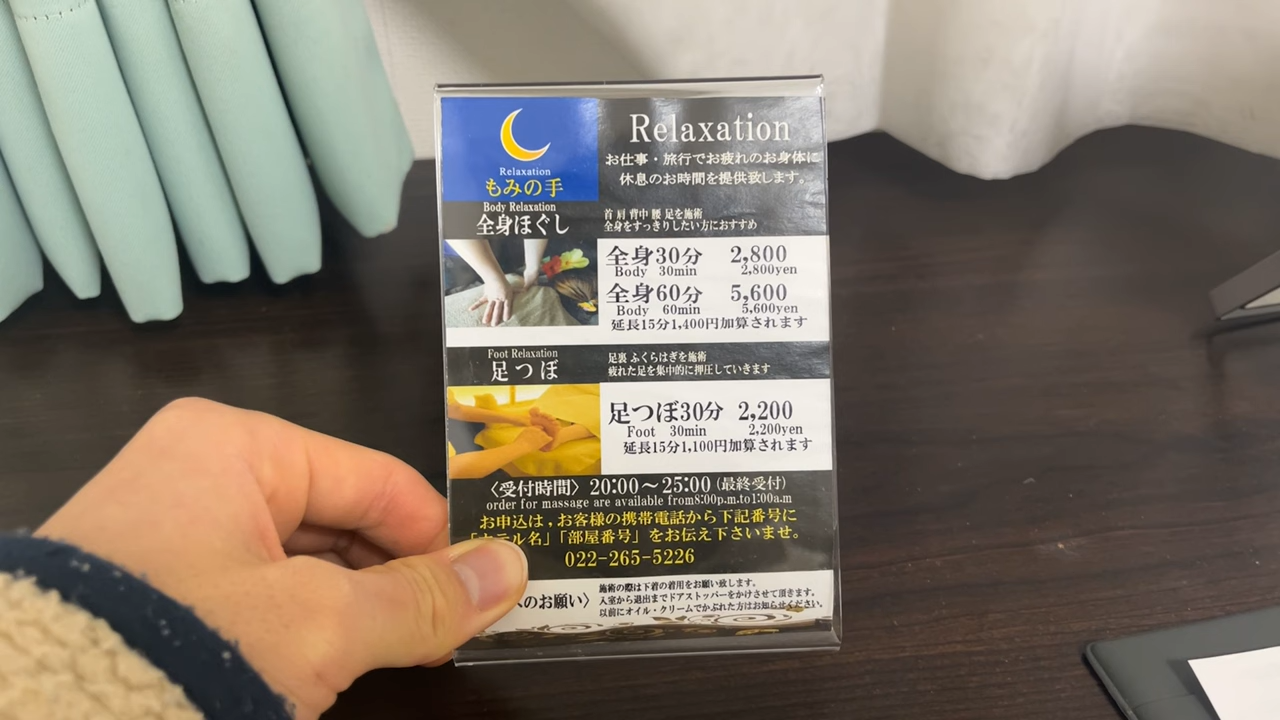 Relaxation
もみの手
Relaxation
お仕事・旅行でお疲れのお身体に
休息のお時間を提供致します。
Body Relaxation
全身ほぐし
首 肩 背中 腰 足を施術
全身をすっきりしたい方におすすめ
全身30分 2,800
Body 30min 2,800yen
全身60分 5,600
Body 60min 5,600yen
延長15分1,400円加算されます
Foot Relaxation
足つぼ
足裏 ふくらはぎを施術
疲れた足を集中的に押圧していきます
足つぼ30分 2,200
Foot 30min 2,200yen
延長15分1,100円加算されます
〈受付時間〉20:00～25:00(最終受付)
order for massage are available from8:00p.m.to1:00a.m
お申込は，お客様の携帯電話から下記番号に
テル名」「部屋番号」をお伝え下さいませ。
022-265-5226
のお願い〉
施術の際は下着の着用をお願い致します。
入室から退出までドアストッパーをかけさせて頂きます。
以前にオイル・クリームでかぶれた方はお知らせください。